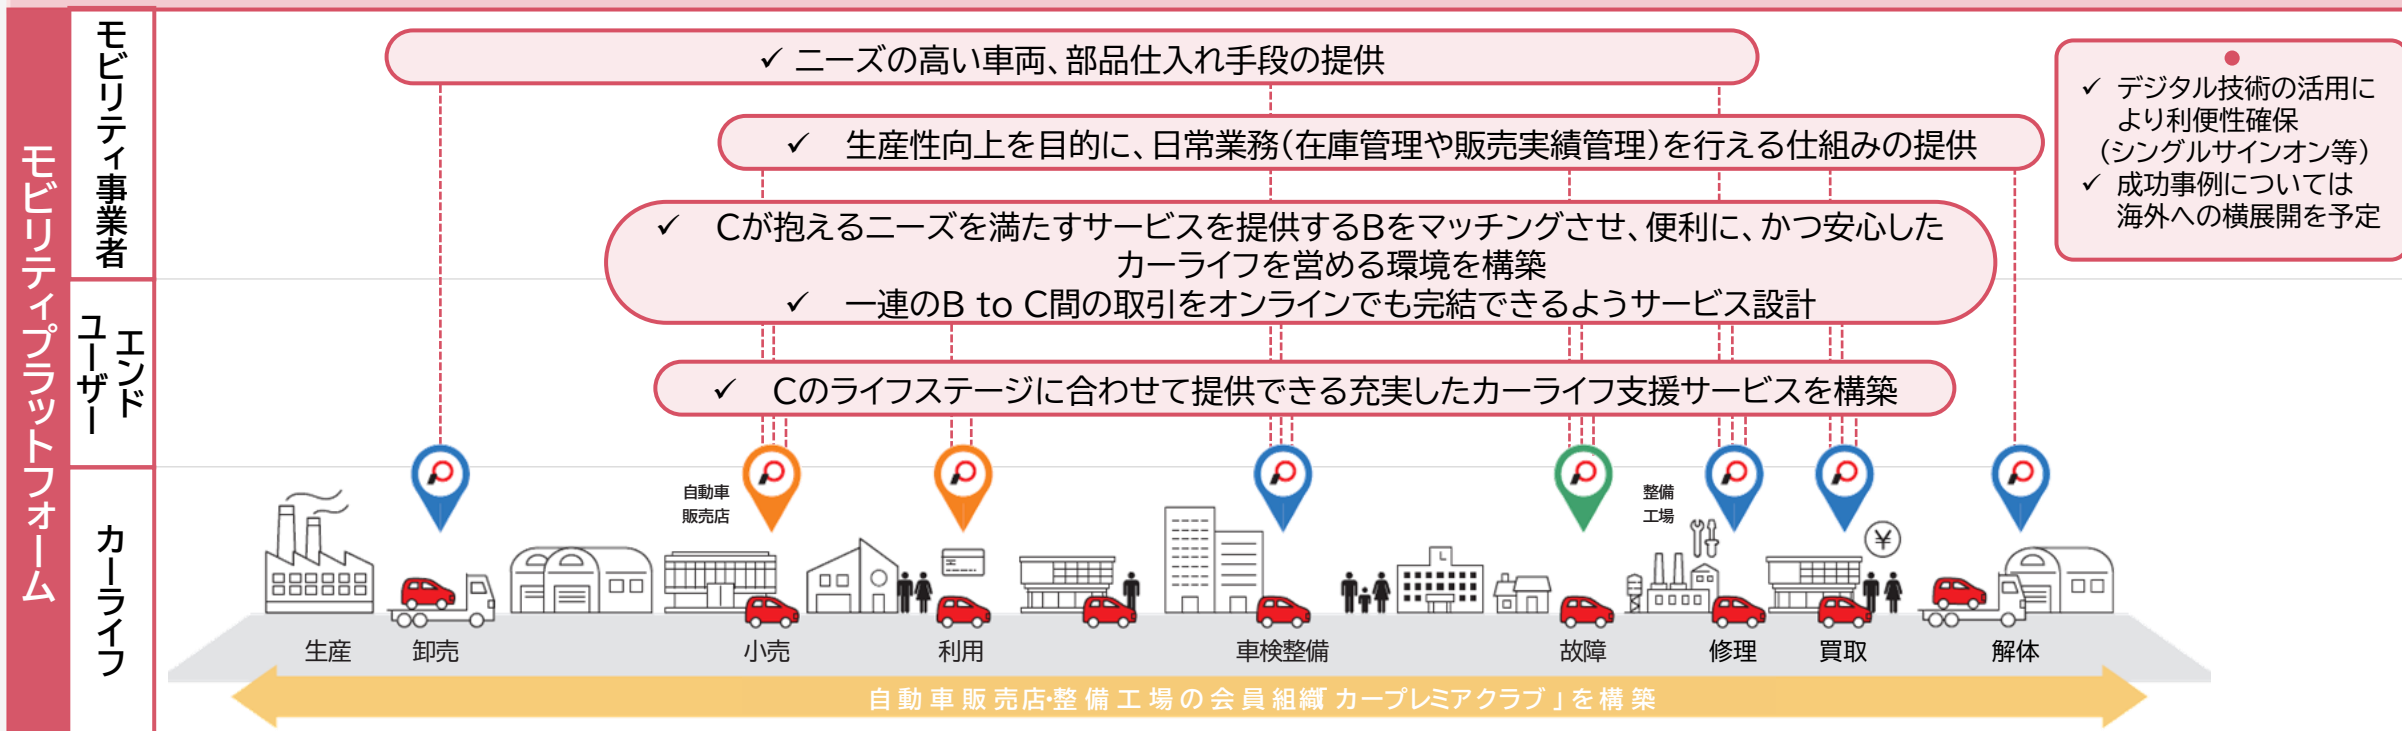 モビリティプラットフォーム
モビリティ事業者
✓ ニーズの高い車両、部品仕入れ手段の提供
✓ 生産性向上を目的に、日常業務(在庫管理や販売実績管理)を行える仕組みの提供
✓ Cが抱えるニーズを満たすサービスを提供するBをマッチングさせ、便利に、かつ安心した
カーライフを営める環境を構築
✓ 一連のB to C間の取引をオンラインでも完結できるようサービス設計
✓ デジタル技術の活用に
より利便性確保
(シングルサインオン等)
✓ 成功事例については
海外への横展開を予定
エンド
ユーザー
✓ Cのライフステージに合わせて提供できる充実したカーライフ支援サービスを構築
カーライフ
自動車
販売店
整備
工場
¥
生産
卸売
小売
利用
車検整備
故障
修理
買取
解体
自動車販売店・整備工場の会員組織「カープレミアクラブ」を構築